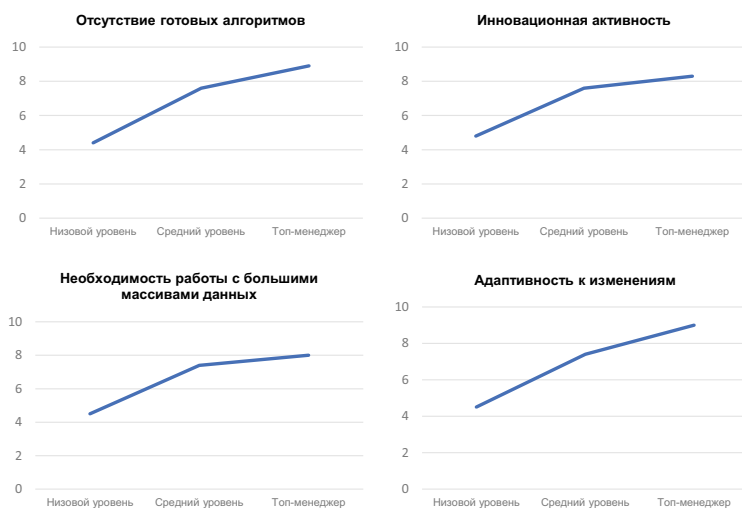 Отсутствие готовых алгоритмов
10
8
6
4
2
0
Низовой уровень Средний уровень Топ-менеджер
Инновационная активность
10
8
6
4
2
0
Низовой уровень Средний уровень Топ-менеджер
Необходимость работы с большими
массивами данных
10
8
6
4
2
0
Низовой уровень Средний уровень Топ-менеджер
Адаптивность к изменениям
10
8
6
4
2
0
Низовой уровень Средний уровень Топ-менеджер